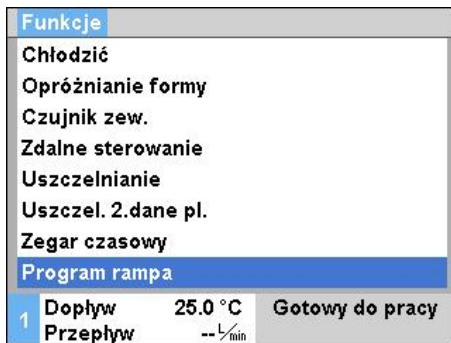 Funkcje
Chłodzić
Opróżnianie formy
Czujnik zew.
Zdalne sterowanie
Uszczelnianie
Uszczel. 2.dane pl.
Zegar czasowy
Program rampa
1 Dopływ 25.0 °C Gotowy do pracy
Przepływ -- L/min